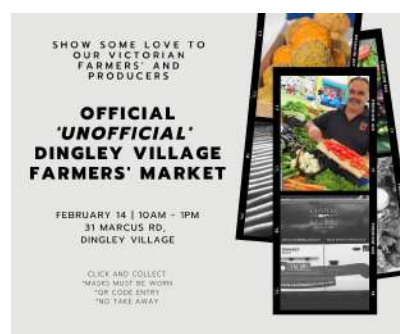 SHOW SOME LOVE TO
OUR VICTORIAN
FARMERS' AND
PRODUCERS
OFFICIAL
'UNOFFICIAL'
DINGLEY VILLAGE
FARMERS' MARKET
FEBRUARY 14 | 10AM - 1PM
31 MARCUS RD,
DINGLEY VILLAGE
CLICK AND COLLECT
*MASKS MUST BE WORN
*QR CODE ENTRY
*NO TAKE AWAY